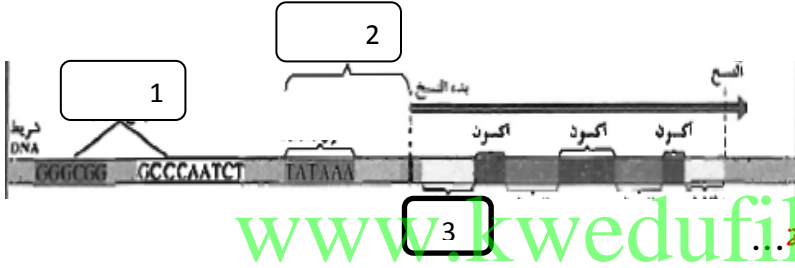 2
1
النسخ
بدء النسخ
شريط
DNA
اكسون
اكسون
اكسون
GGGCGG
GCCCAATCT
TATAAA
3
www.kwedufil
...